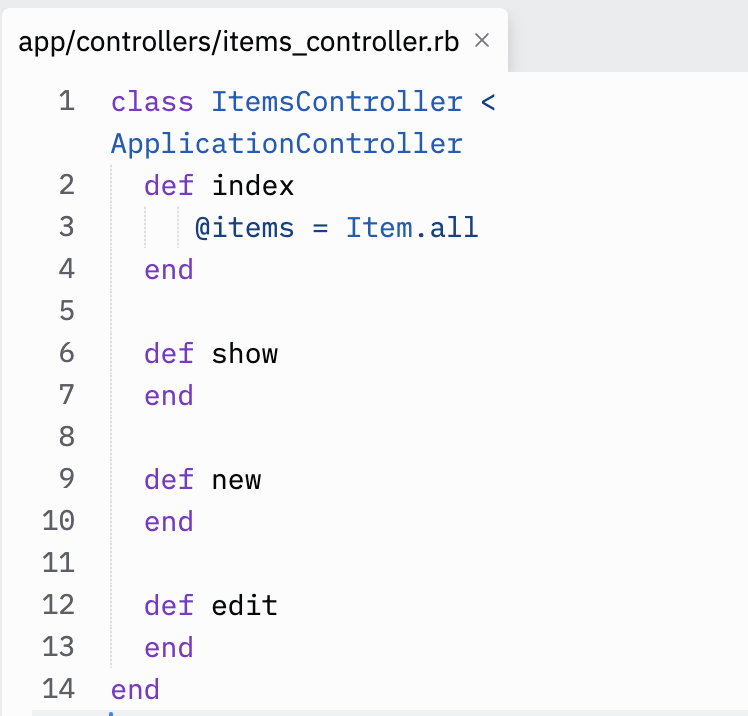 app/controllers/items_controller.rb ×
1 class ItemsController <
ApplicationController
2 def index
3 @items = Item.all
4 end
5
6 def show
7 end
8
9 def new
10 end
11
12 def edit
13 end
14 end